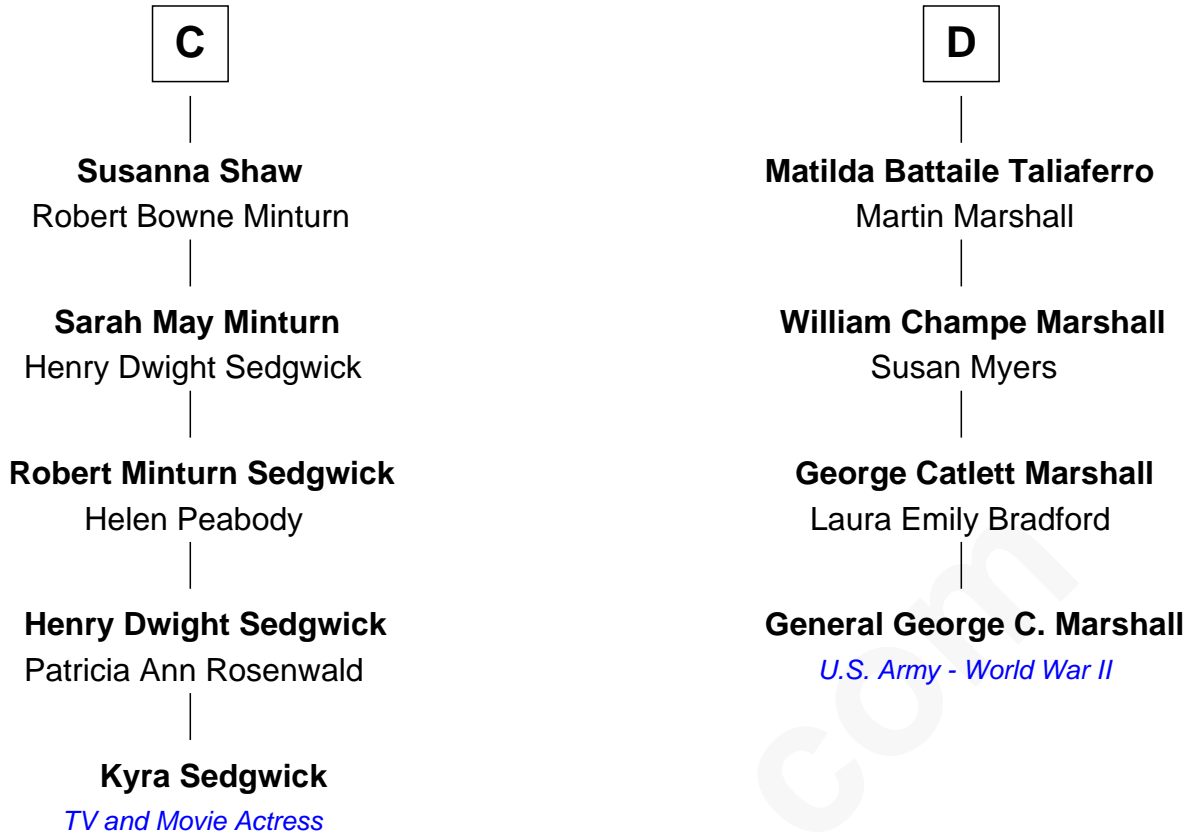 C
Susanna Shaw
Robert Bowne Minturn
Sarah May Minturn
Henry Dwight Sedgwick
Robert Minturn Sedgwick
Helen Peabody
Henry Dwight Sedgwick
Patricia Ann Rosenwald
Kyra Sedgwick
TV and Movie Actress
D
Matilda Battaile Taliaferro
Martin Marshall
William Champe Marshall
Susan Myers
George Catlett Marshall
Laura Emily Bradford
General George C. Marshall
U.S. Army - World War II
com